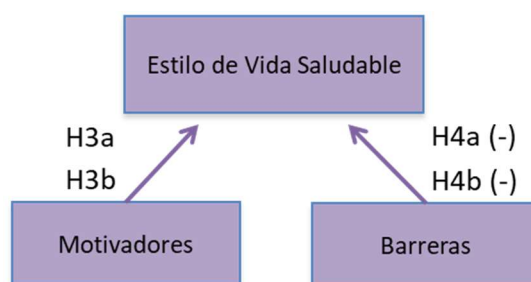 Estilo de Vida Saludable
H3a
H3b
H4a (-)
H4b (-)
Motivadores
Barreras